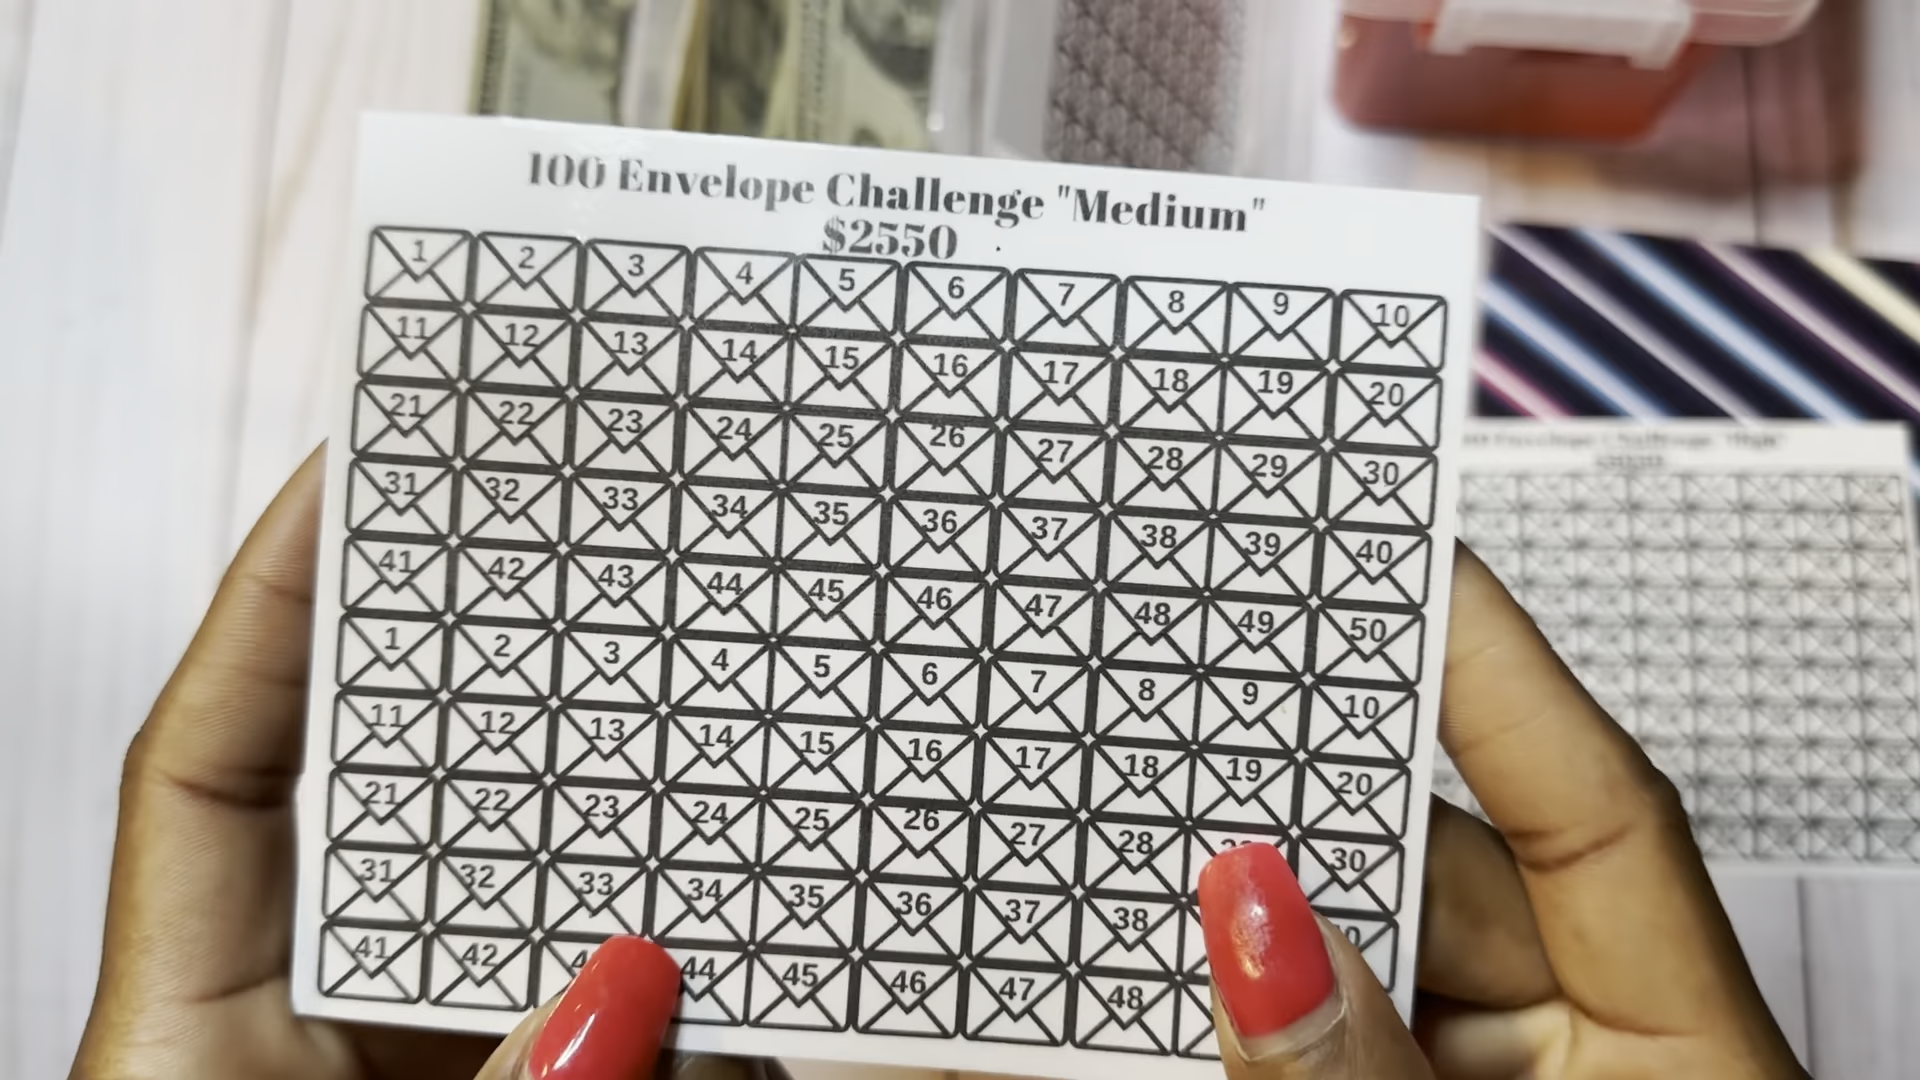 100 Envelope Challenge "Medium"
$2550
1 2 3 4 5 6 7 8 9 10
11 12 13 14 15 16 17 18 19 20
21 22 23 24 25 26 27 28 29 30
31 32 33 34 35 36 37 38 39 40
41 42 43 44 45 46 47 48 49 50
1 2 3 4 5 6 7 8 9 10
11 12 13 14 15 16 17 18 19 20
21 22 23 24 25 26 27 28 30
31 32 33 34 35 36 37 38
41 42 44 45 46 47 48